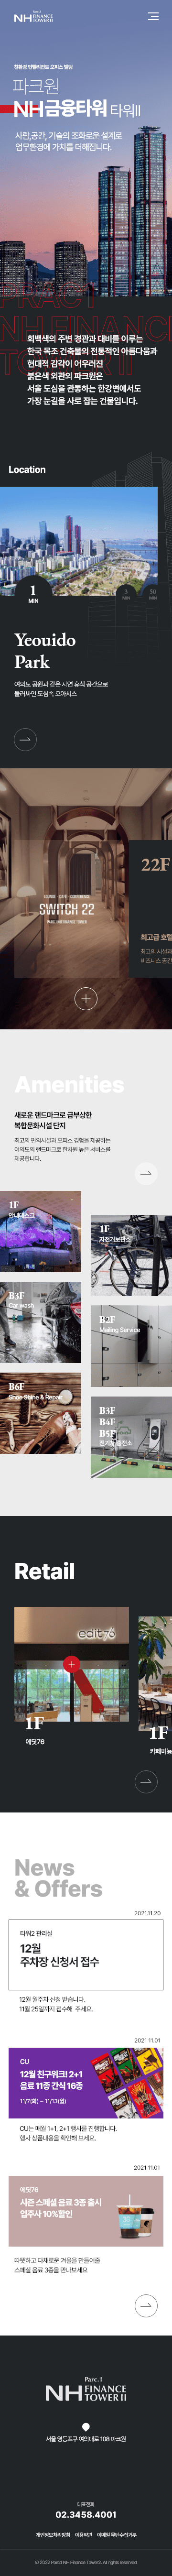 Parc.1
NH FINANCE
TOWER II
친환경 인텔리전트 오피스 빌딩
파크원
NH금융타워 타워II
사람,공간, 기술의 조화로운 설계로
업무환경에 가치를 더해집니다.
PARC.1
NH FINANCE
TOWER II
회백색의 주변 경관과 대비를 이루는
한국 목조 건축물의 전통적인 아름다움과
현대적 감각이 어우러진
붉은색 외관의 파크원은
서울 도심을 관통하는 한강변에서도
가장 눈길을 사로 잡는 건물입니다.
Location
1
MIN
3
MIN
50
MIN
Yeouido
Park
여의도 공원과 같은 자연 휴식 공간으로
둘러싸인 도심속 오아시스
LOUNGE · CAFE · CONFERENCE
SWITCH 22
PARC.1 NH FINANCE TOWER
22F
최고급 호텔
최고의 시설과
비즈니스 공간
Amenities
새로운 랜드마크로 급부상한
복합문화시설 단지
최고의 편의시설과 오피스 경험을 제공하는
여의도의 랜드마크로 한차원 높은 서비스를
제공합니다.
1F
안내데스크
1F
자전거보관소
B3F
Car wash
B2F
Mailing Service
B6F
Shoe Shine & Repair
B3F
B4F
B5F
전기차충전소
Retail
edit76
1F
에딧76
1F
카페마놀
News
& Offers
2021.11.20
타워2 관리실
12월
주차장 신청서 접수
12월 월주차 신청 받습니다.
11월 25일까지 접수해 주세요.
2021 11.01
CU
12월 친구위크! 2+1
음료 11종 간식 16종
11/7(화) ~ 11/13(월)
CU는 매월 1+1, 2+1 행사를 진행합니다.
행사 상품내용을 확인해 보세요.
2021 11.01
에딧76
시즌 스페셜 음료 3종 출시
입주사 10%할인
따뜻하고 다채로운 겨울을 만들어줄
스페셜 음료 3종을 만나보세요
Parc.1
NH FINANCE
TOWER II
서울 영등포구 여의대로 108 파크원
대표전화
02.3458.4001
개인정보처리방침 이용약관 이메일 무단수집거부
© 2022 Parc.1 NH Finance Tower2. All rights reserved